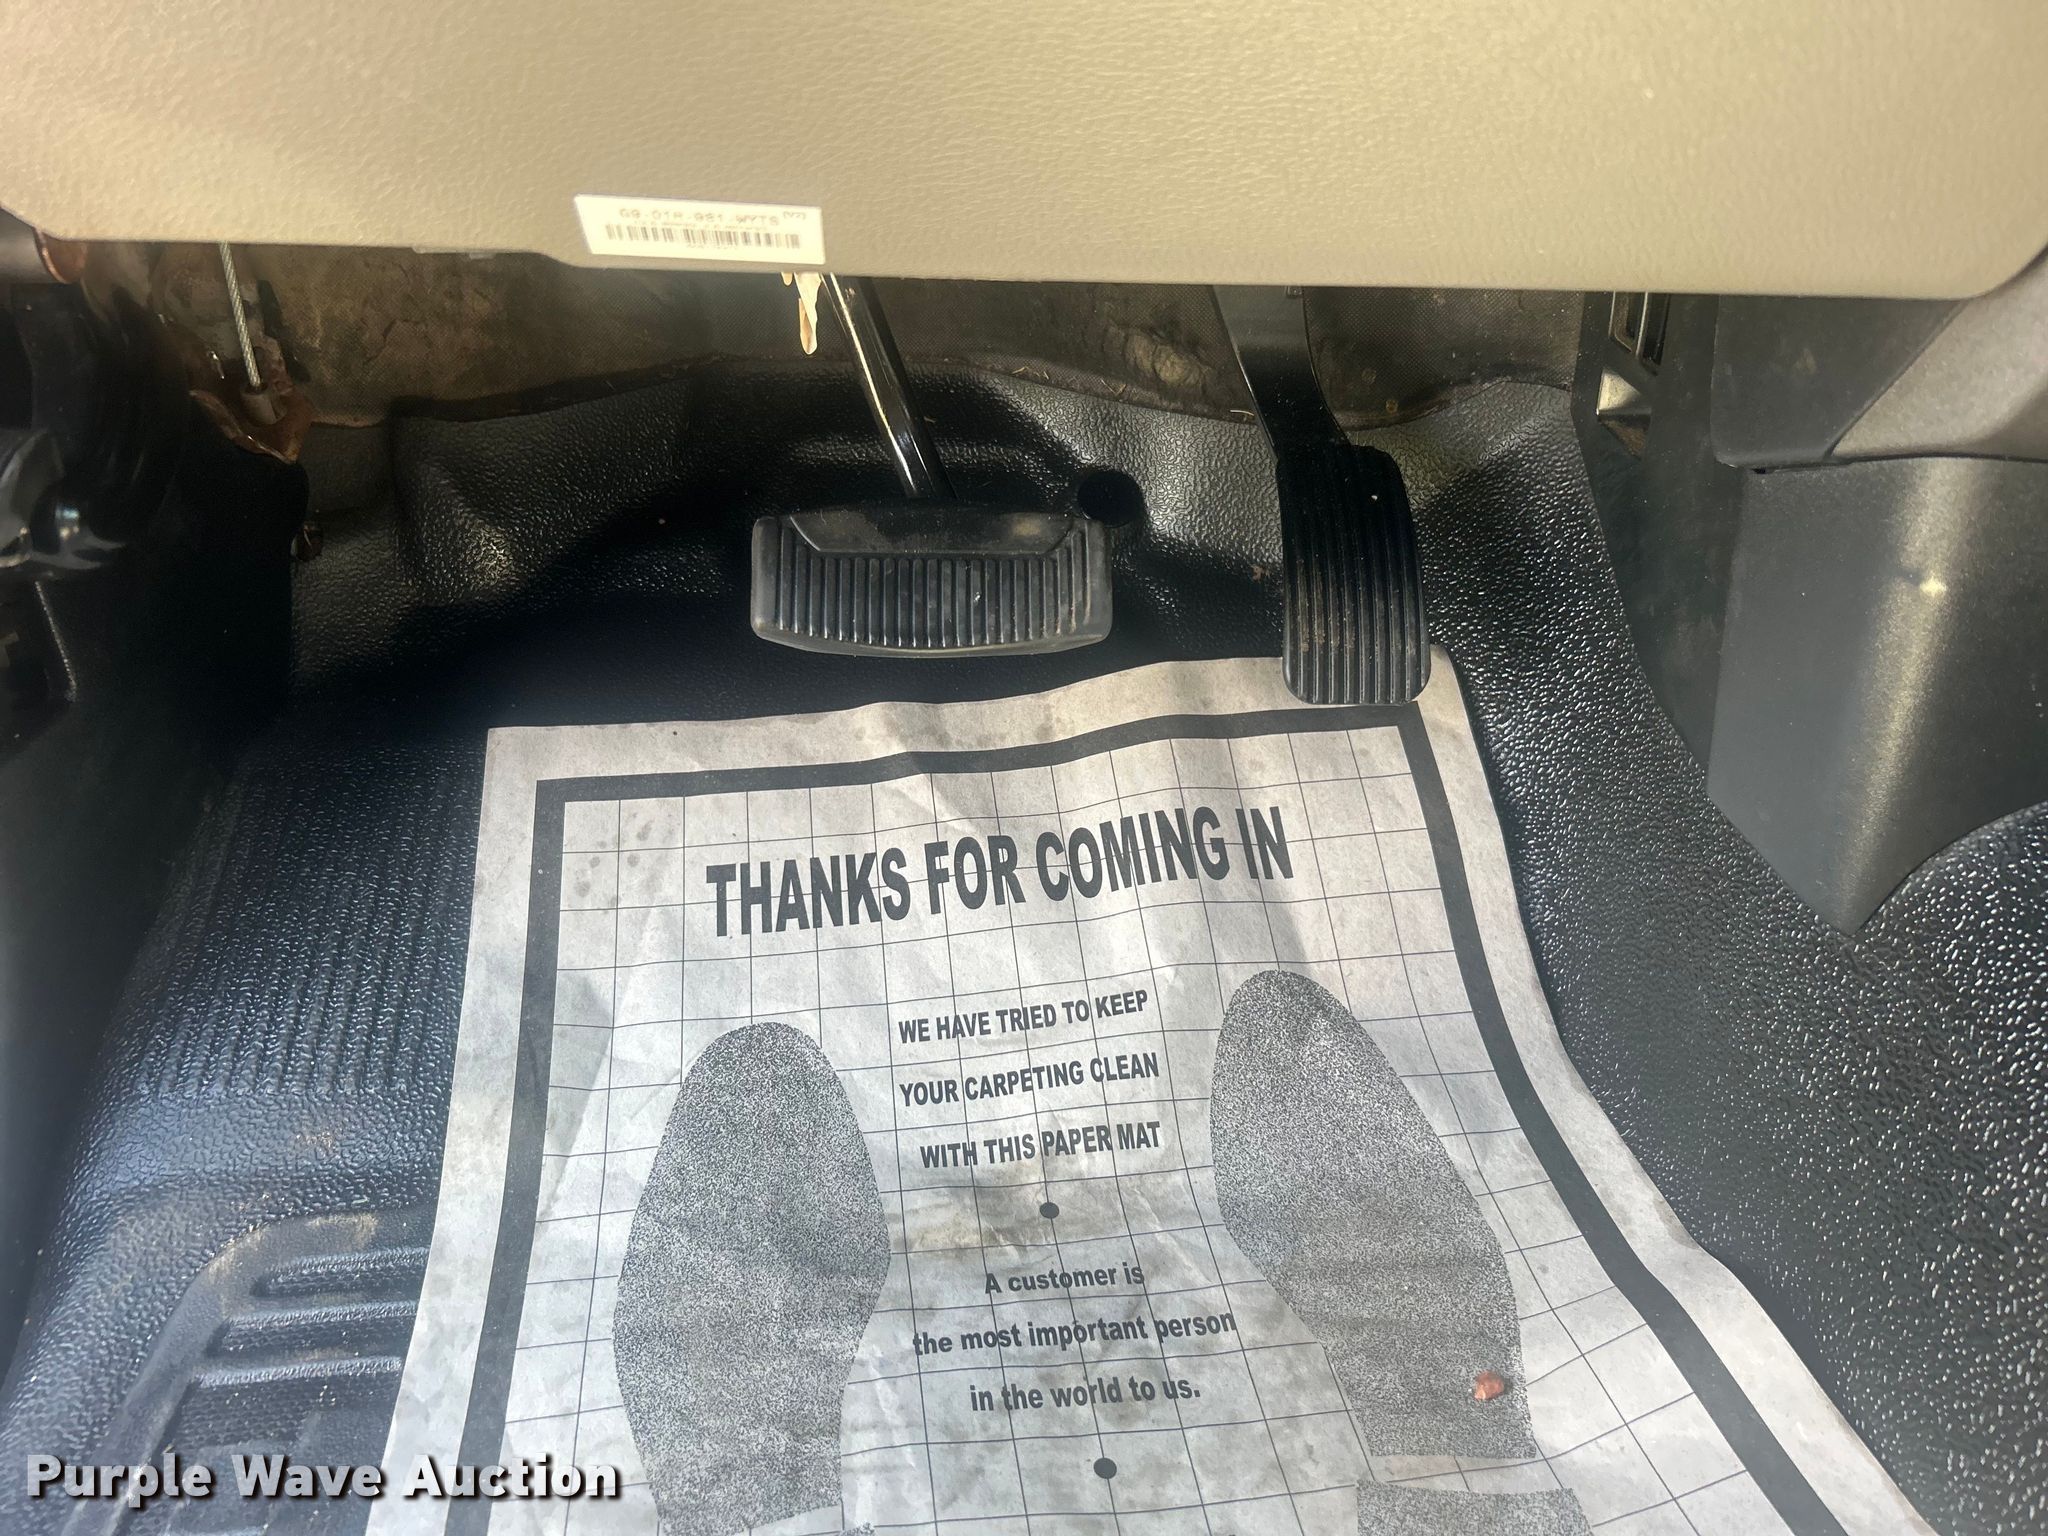 THANKS FOR COMING IN
WE HAVE TRIED TO KEEP
YOUR CARPETING CLEAN
WITH THIS PAPER MAT
A customer is
the most important person
in the world to us.
Purple Wave Auction